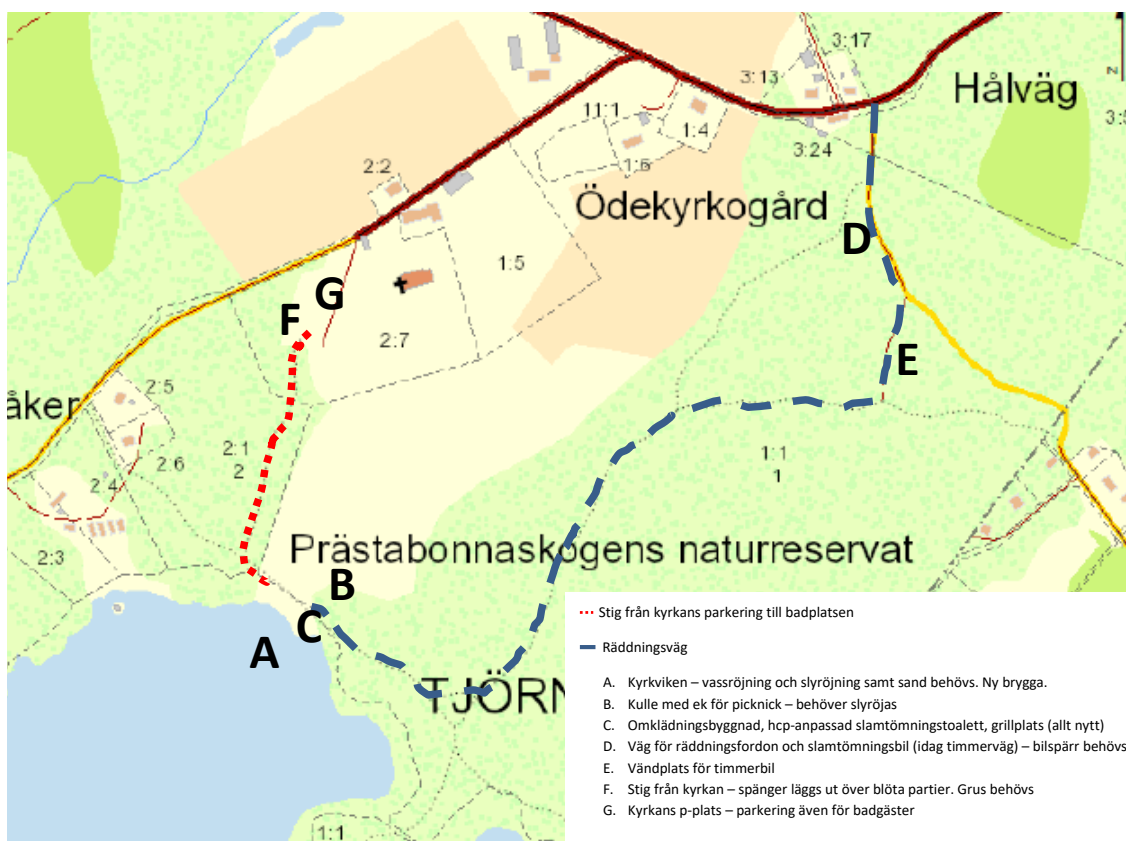 3:17
Hålväg
z
3:13
3:5
11:1
1:4
3:24
1:6
2:2
Ödekyrkogård
D
1:5
G
F
2:7
E
2:5
åker
2:1
2
2:6
1:1
1
2:4
Prästabonnaskogens naturreservat
2:3
B
C
A
TJÖRN
1:1
Stig från kyrkans parkering till badplatsen
Räddningsväg
A. Kyrkviken – vassröjning och slyröjning samt sand behövs. Ny brygga.
B. Kulle med ek för picknick – behöver slyröjas
C. Omklädningsbyggnad, hcp-anpassad slamtömningstoalett, grillplats (allt nytt)
D. Väg för räddningsfordon och slamtömningsbil (idag timmerväg) – bilspärr behövs
E. Vändplats för timmerbil
F. Stig från kyrkan – spänger läggs ut över blöta partier. Grus behövs
G. Kyrkans p-plats – parkering även för badgäster